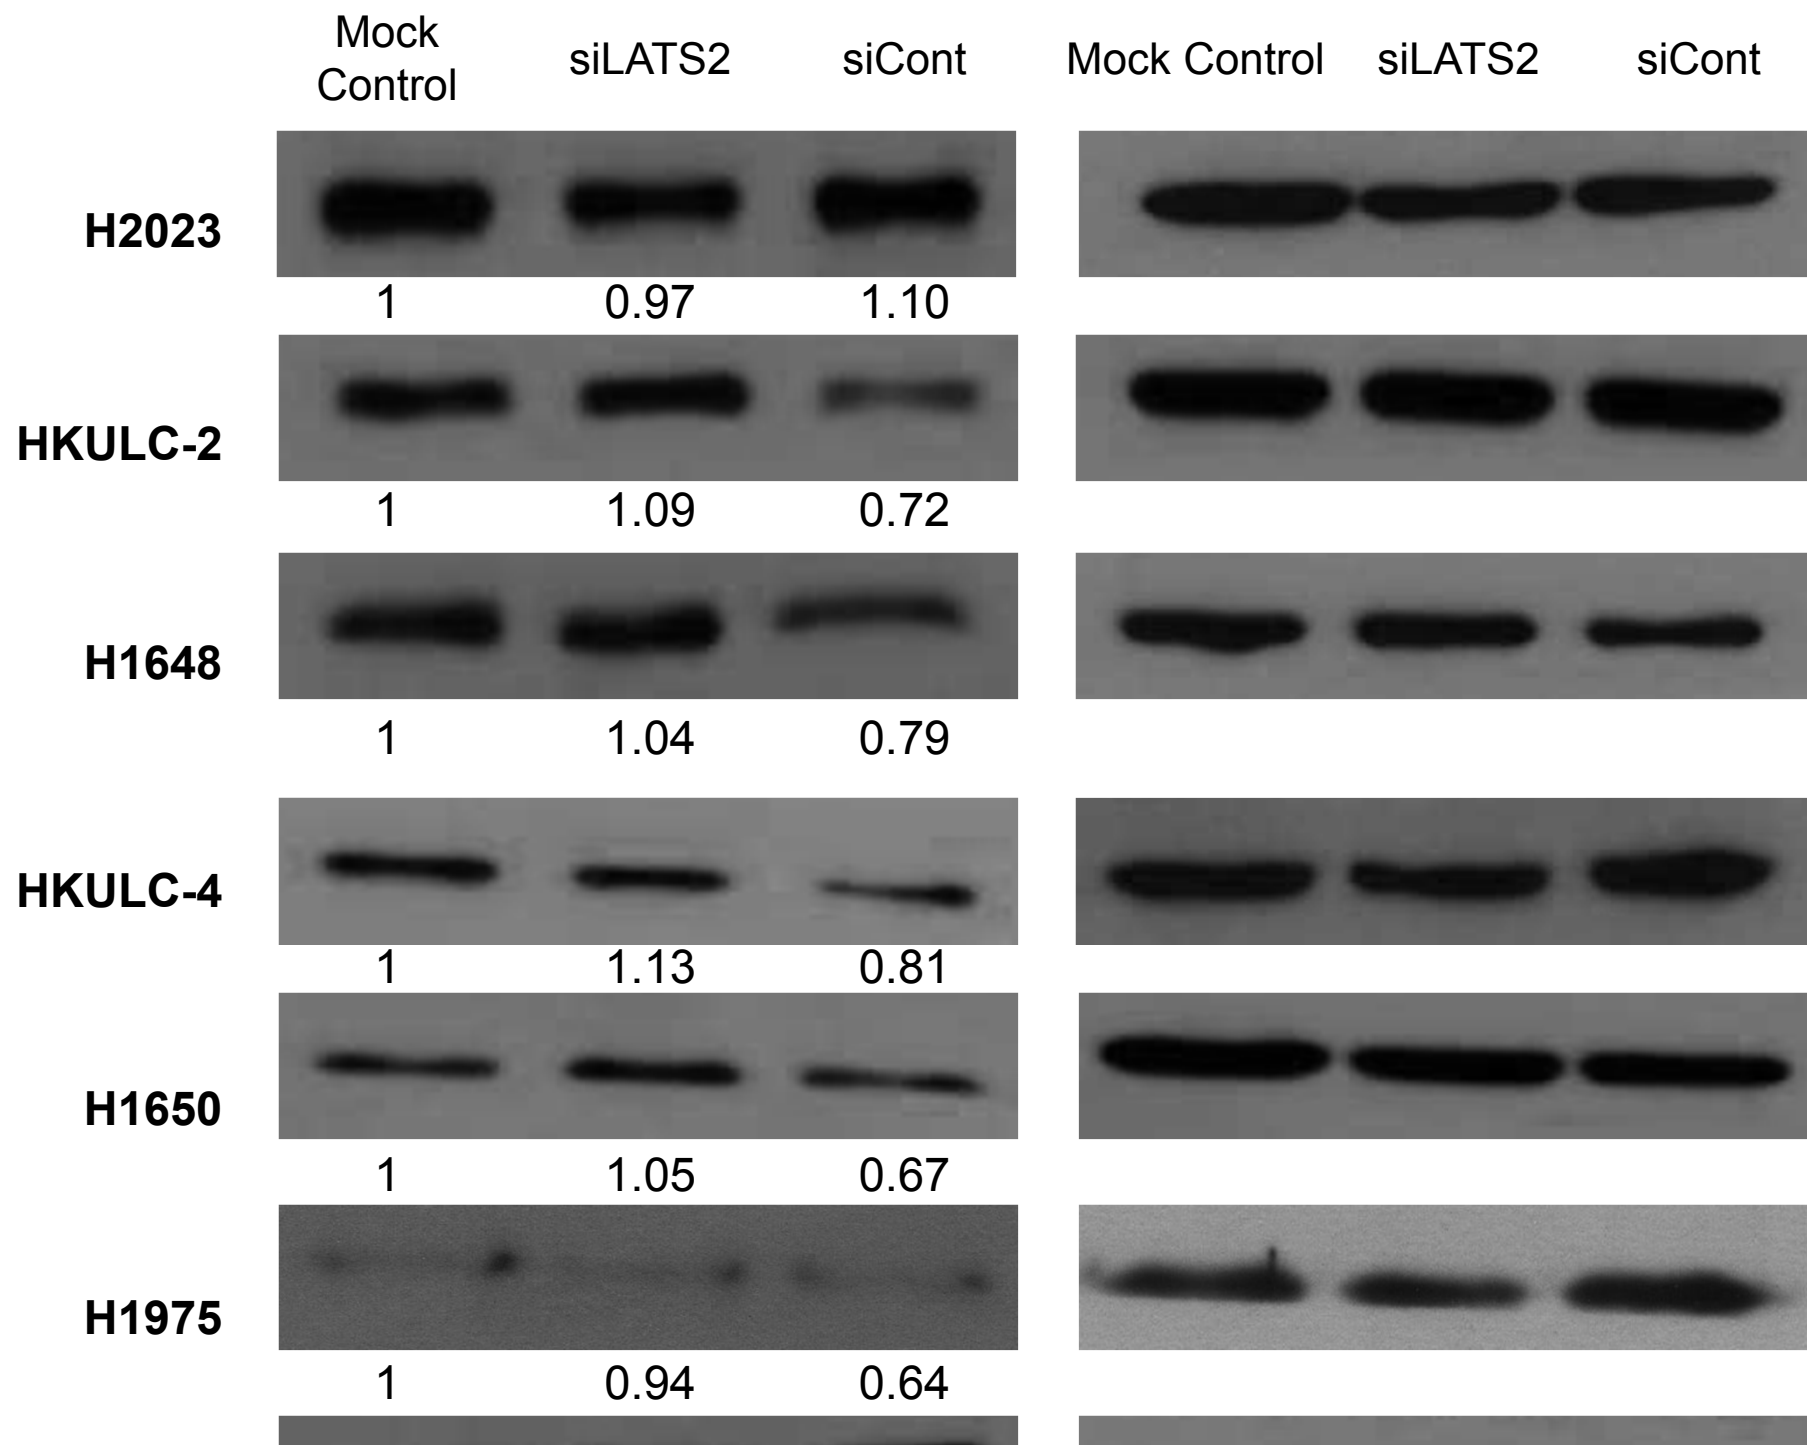 Mock
Control siLATS2 siCont Mock Control siLATS2 siCont
H2023
1 0.97 1.10
HKULC-2
1 1.09 0.72
H1648
1 1.04 0.79
HKULC-4
1 1.13 0.81
H1650
1 1.05 0.67
H1975
1 0.94 0.64